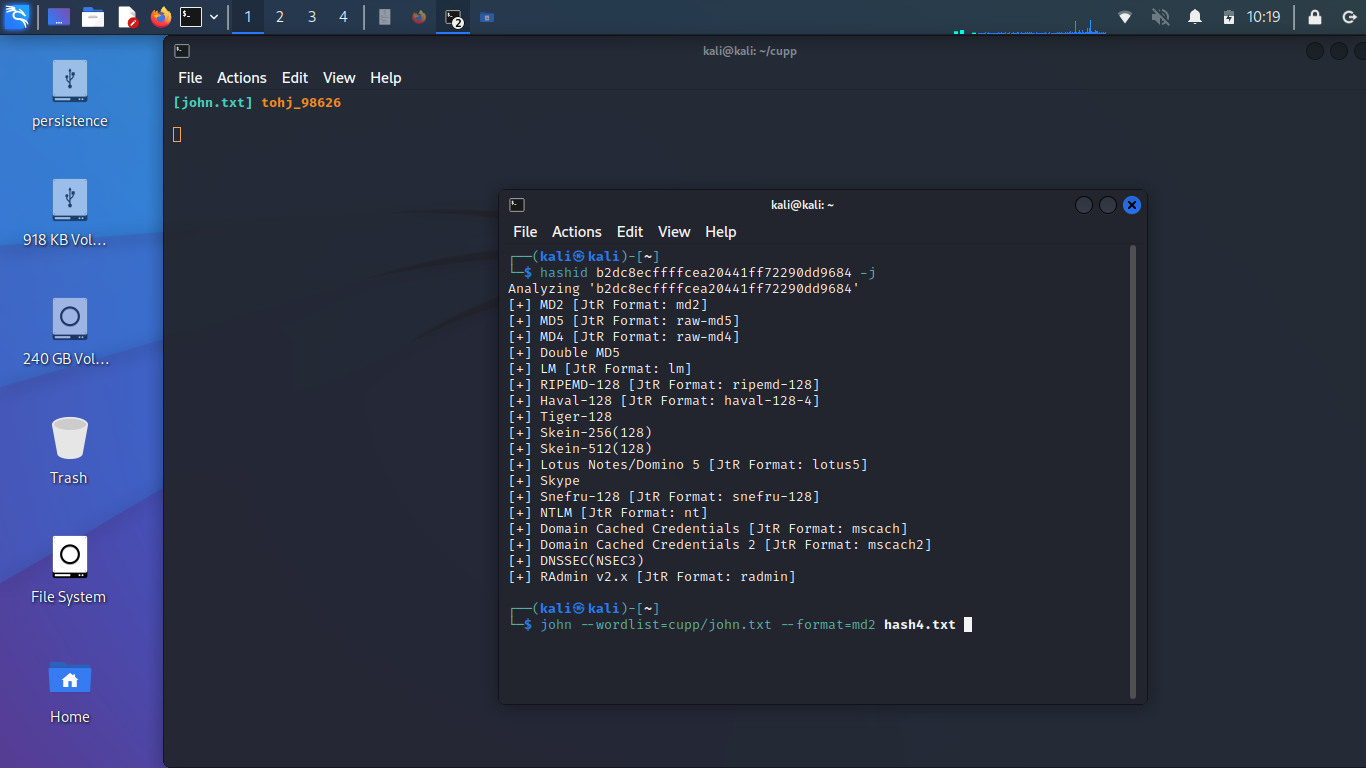 1 2 3 4 2 10:19
kali@kali: ~/cupp
File Actions Edit View Help
[john.txt] tohj_98626
persistence
918 KB Vol...
240 GB Vol...
Trash
File System
Home
kali@kali: ~
File Actions Edit View Help
┌──(kali㉿kali)-[~]
└─$ hashid b2dc8ecffffcea20441ff72290dd9684 -j
Analyzing 'b2dc8ecffffcea20441ff72290dd9684'
[+] MD2 [JtR Format: md2]
[+] MD5 [JtR Format: raw-md5]
[+] MD4 [JtR Format: raw-md4]
[+] Double MD5
[+] LM [JtR Format: lm]
[+] RIPEMD-128 [JtR Format: ripemd-128]
[+] Haval-128 [JtR Format: haval-128-4]
[+] Tiger-128
[+] Skein-256(128)
[+] Skein-512(128)
[+] Lotus Notes/Domino 5 [JtR Format: lotus5]
[+] Skype
[+] Snefru-128 [JtR Format: snefru-128]
[+] NTLM [JtR Format: nt]
[+] Domain Cached Credentials [JtR Format: mscach]
[+] Domain Cached Credentials 2 [JtR Format: mscach2]
[+] DNSSEC(NSEC3)
[+] RAdmin v2.x [JtR Format: radmin]
┌──(kali㉿kali)-[~]
└─$ john --wordlist=cupp/john.txt --format=md2 hash4.txt